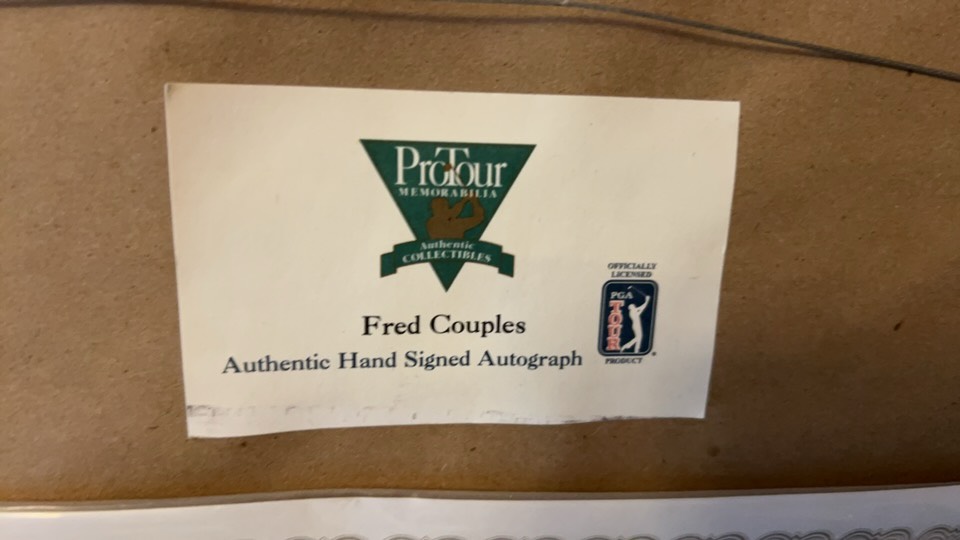 ProTour
MEMORABILIA
Authentic
COLLECTIBLES
OFFICIALLY
LICENSED
PGA
TOUR
PRODUCT
Fred Couples
Authentic Hand Signed Autograph